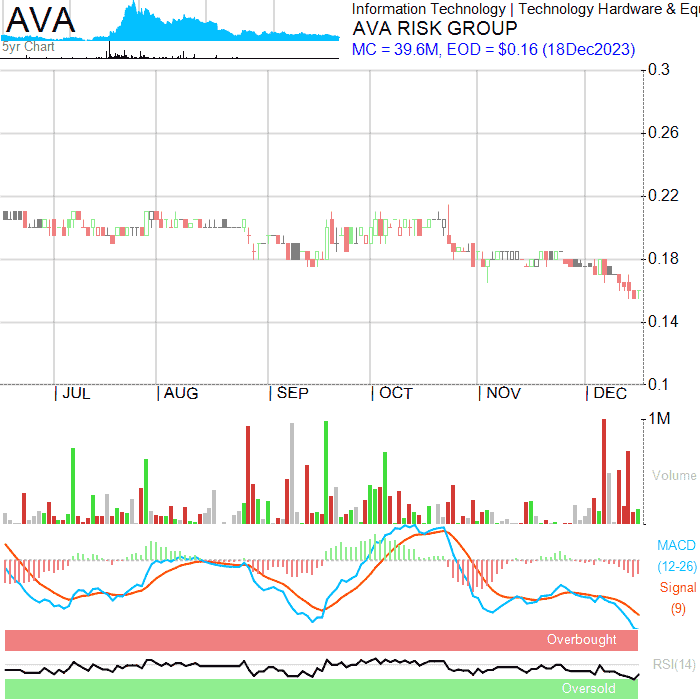 AVA
5yr Chart
Information Technology | Technology Hardware & Equ
AVA RISK GROUP
MC = 39.6M, EOD = $0.16 (18Dec2023)
0.3
0.26
0.22
0.18
0.14
0.1
| JUL | AUG | SEP | OCT | NOV | DEC
1M
Volume
MACD
(12-26)
Signal
(9)
Overbought
RSI(14)
Oversold